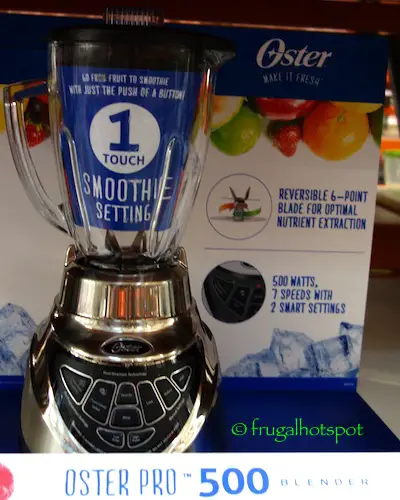 Oster
MAKE IT FRESH
GO FROM FRUIT TO SMOOTHIE
WITH JUST THE PUSH OF A BUTTON!
1
TOUCH
SMOOTHIE
SETTING
REVERSIBLE 6-POINT
BLADE FOR OPTIMAL
NUTRIENT EXTRACTION
500 WATTS,
7 SPEEDS WITH
2 SMART SETTINGS
Oster
© frugalhotspot
OSTER PRO™ 500 BLENDER